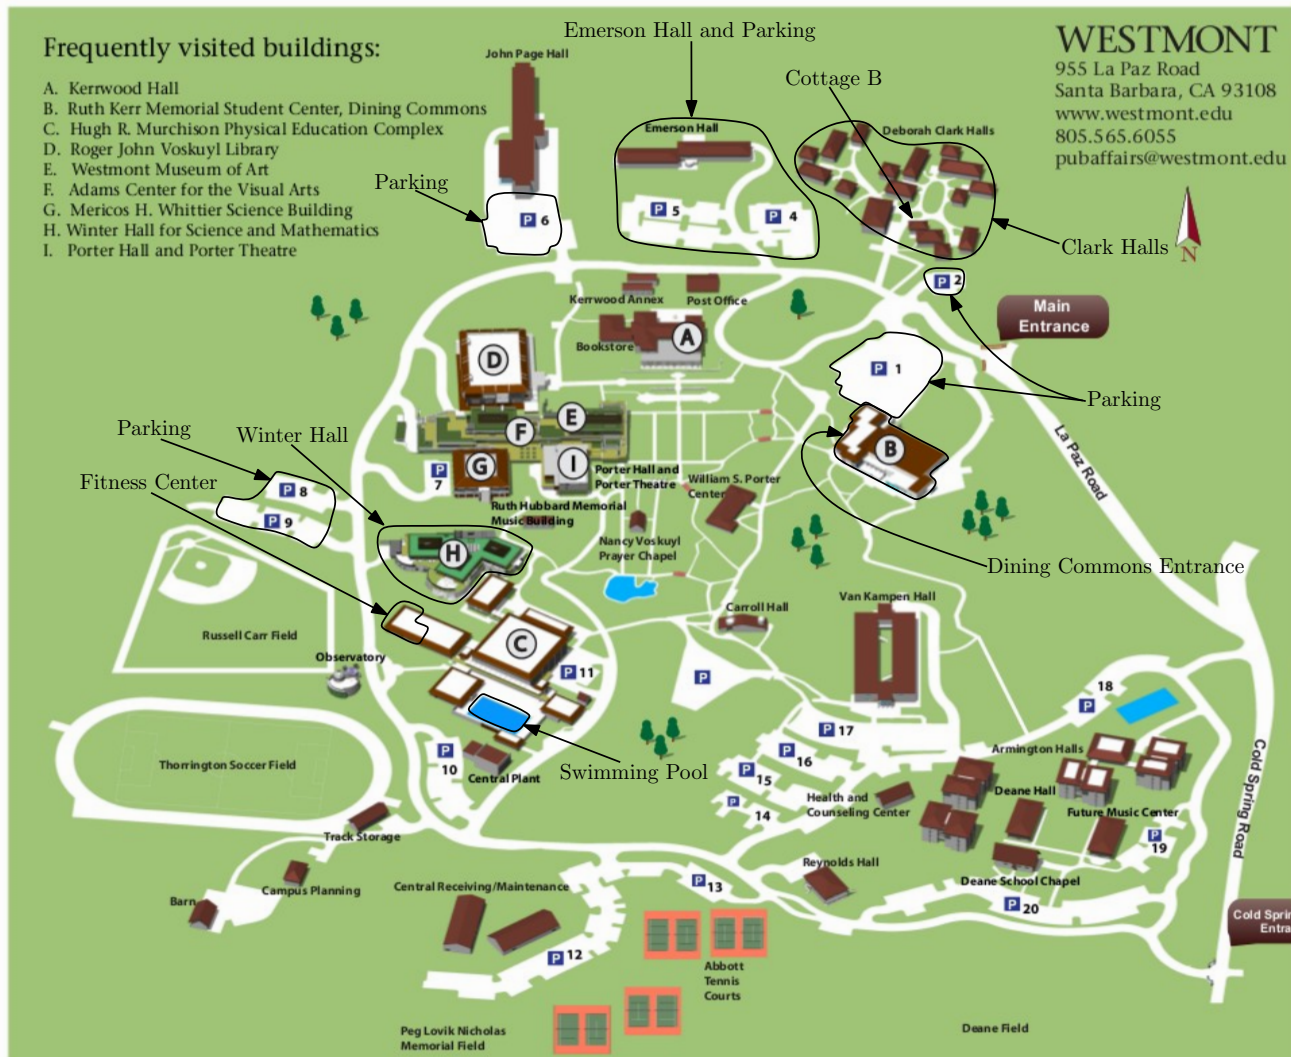 Frequently visited buildings:
A. Kerrwood Hall
B. Ruth Kerr Memorial Student Center, Dining Commons
C. Hugh R. Murchison Physical Education Complex
D. Roger John Voskuyl Library
E. Westmont Museum of Art
F. Adams Center for the Visual Arts
G. Mericos H. Whittier Science Building
H. Winter Hall for Science and Mathematics
I. Porter Hall and Porter Theatre
WESTMONT
955 La Paz Road
Santa Barbara, CA 93108
www.westmont.edu
805.565.6055
pubaffairs@westmont.edu
N
Emerson Hall and Parking
John Page Hall
Cottage B
Emerson Hall
Deborah Clark Halls
Parking
P 6
P 5
P 4
Clark Halls
P 2
Kerrwood Annex
Post Office
Main
Entrance
Bookstore
A
D
P 1
Parking
E
F
B
Parking
Winter Hall
La Paz Road
G
I
P
7
Porter Hall and
Porter Theatre
William S. Porter
Center
Fitness Center
P 8
P 9
Ruth Hubbard Memorial
Music Building
H
Nancy Voskuyl
Prayer Chapel
Dining Commons Entrance
Van Kampen Hall
Carroll Hall
Russell Carr Field
C
Observatory
P 11
P
18
P
P 17
Armington Halls
P 16
P
10
P
15
Thorrington Soccer Field
Central Plant
Swimming Pool
Cold Spring Road
Deane Hall
P
14
Health and
Counseling Center
Future Music Center
Track Storage
P
19
Reynolds Hall
Deane School Chapel
Campus Planning
Central Receiving/Maintenance
P 13
Barn
P 20
Cold Sprin
Entra
P 12
Abbott
Tennis
Courts
Peg Lovik Nicholas
Memorial Field
Deane Field